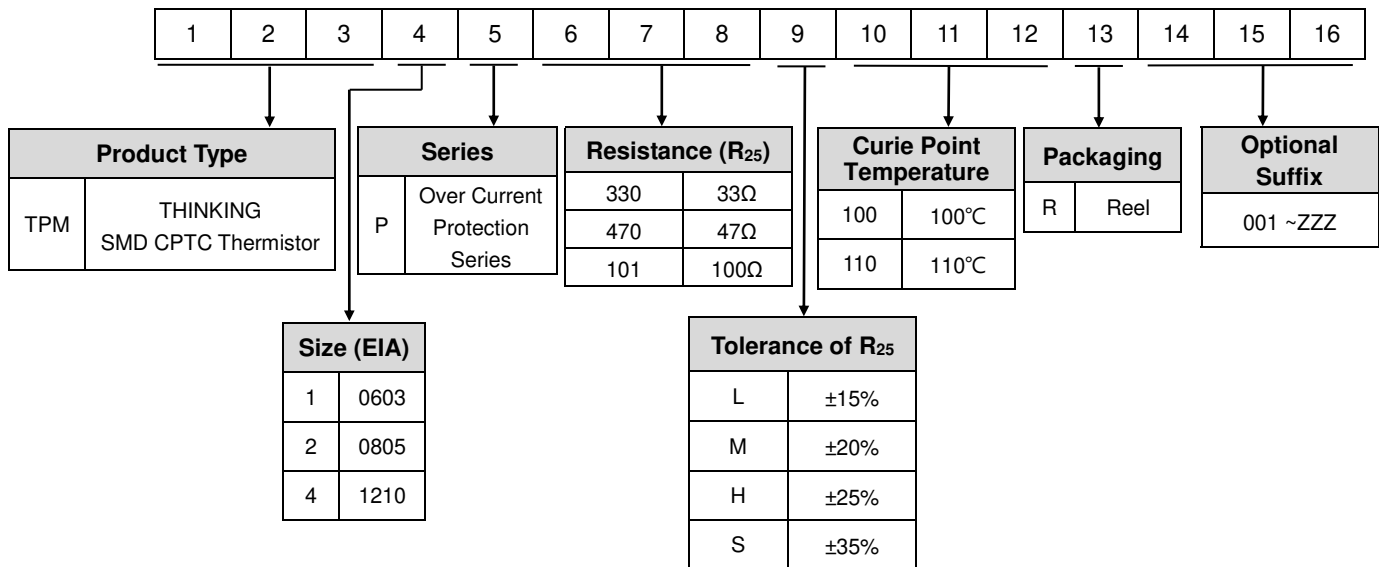 1 2 3 4 5 6 7 8 9 10 11 12 13 14 15 16
Product Type
TPM
THINKING
SMD CPTC Thermistor
Series
P
Over Current
Protection
Series
Resistance (R25)
330 33Ω
470 47Ω
101 100Ω
Curie Point
Temperature
100 100℃
110 110℃
Packaging
R Reel
Optional
Suffix
001 ~ZZZ
Size (EIA)
1 0603
2 0805
4 1210
Tolerance of R25
L ±15%
M ±20%
H ±25%
S ±35%